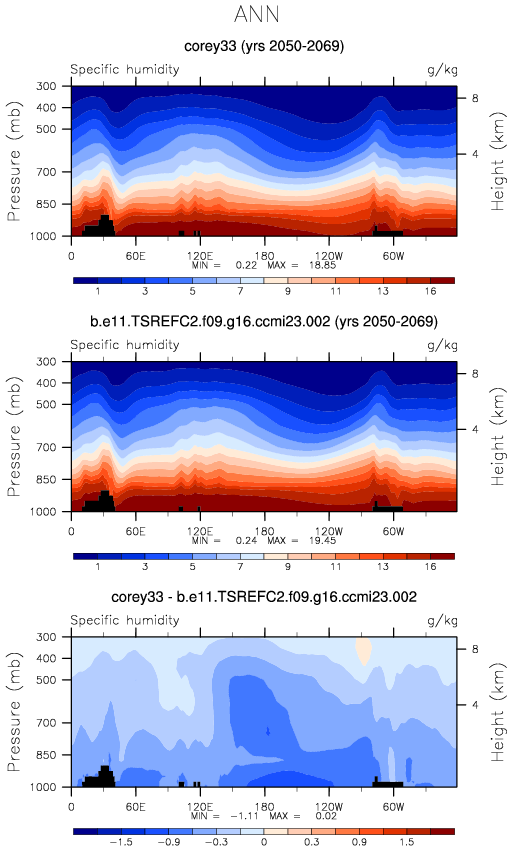 ANN
corey33 (yrs 2050-2069)
Specific humidity g/kg
300
400
500
700
850
1000
Pressure (mb)
8
4
Height (km)
0 60E 120E 180 120W 60W
MIN = 0.22 MAX = 18.85
1 3 5 7 9 11 13 16
b.e11.TSREFC2.f09.g16.ccmi23.002 (yrs 2050-2069)
Specific humidity g/kg
300
400
500
700
850
1000
Pressure (mb)
8
4
Height (km)
0 60E 120E 180 120W 60W
MIN = 0.24 MAX = 19.45
1 3 5 7 9 11 13 16
corey33 - b.e11.TSREFC2.f09.g16.ccmi23.002
Specific humidity g/kg
300
400
500
700
850
1000
Pressure (mb)
8
4
Height (km)
0 60E 120E 180 120W 60W
MIN = -1.11 MAX = 0.02
-1.5 -0.9 -0.3 0 0.3 0.9 1.5